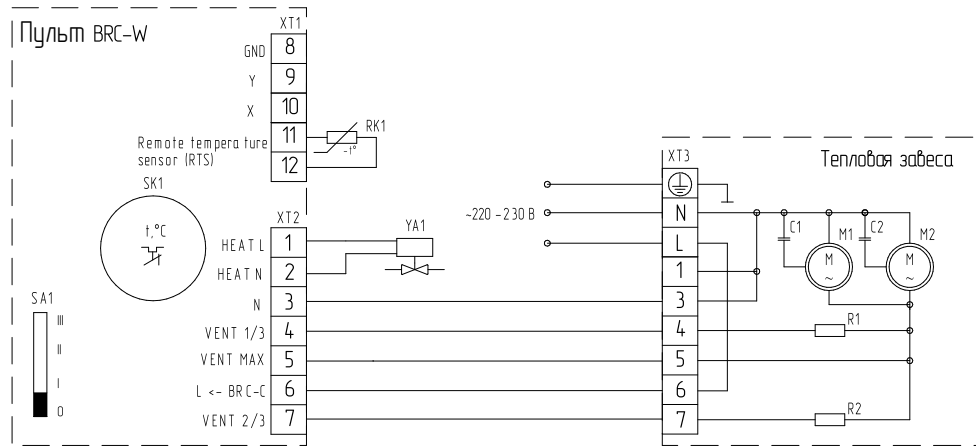 Пульт BRC-W
XT1
GND 8
Y 9
X 10
Remote temperature
sensor (RTS)
11
12
RK1
-t°
SK1
t,°C
XT2
HEAT L 1
HEAT N 2
N 3
VENT 1/3 4
VENT MAX 5
L <- BRC-C 6
VENT 2/3 7
YA1
SA1
III
II
I
0
~220-230 В
XT3
Тепловая завеса
N
L
1
3
4
5
6
7
C1
M1
M
~
C2
M2
M
~
R1
R2